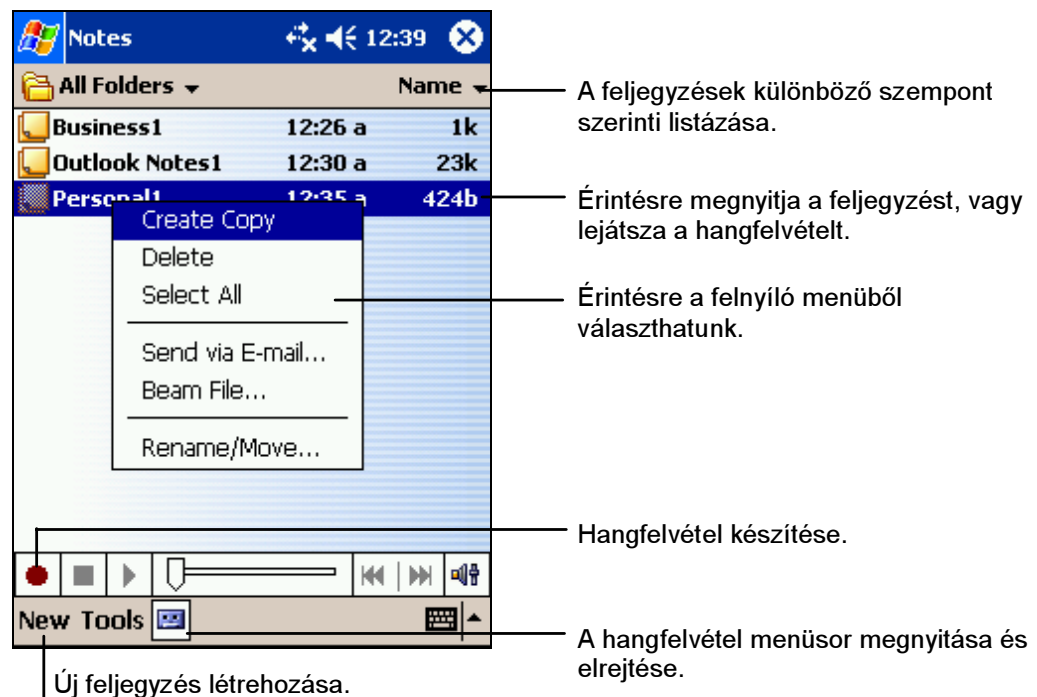 Notes 12:39
All Folders Name
Business1 12:26 a 1k
Outlook Notes1 12:30 a 23k
Personal1 12:35 a 424b
Create Copy
Delete
Select All
Send via E-mail...
Beam File...
Rename/Move...
New Tools
A feljegyzések különböző szempont
szerinti listázása.
Érintésre megnyitja a feljegyzést, vagy
lejátsza a hangfelvételt.
Érintésre a felnyíló menüből
választhatunk.
Hangfelvétel készítése.
A hangfelvétel menüsor megnyitása és
elrejtése.
Új feljegyzés létrehozása.